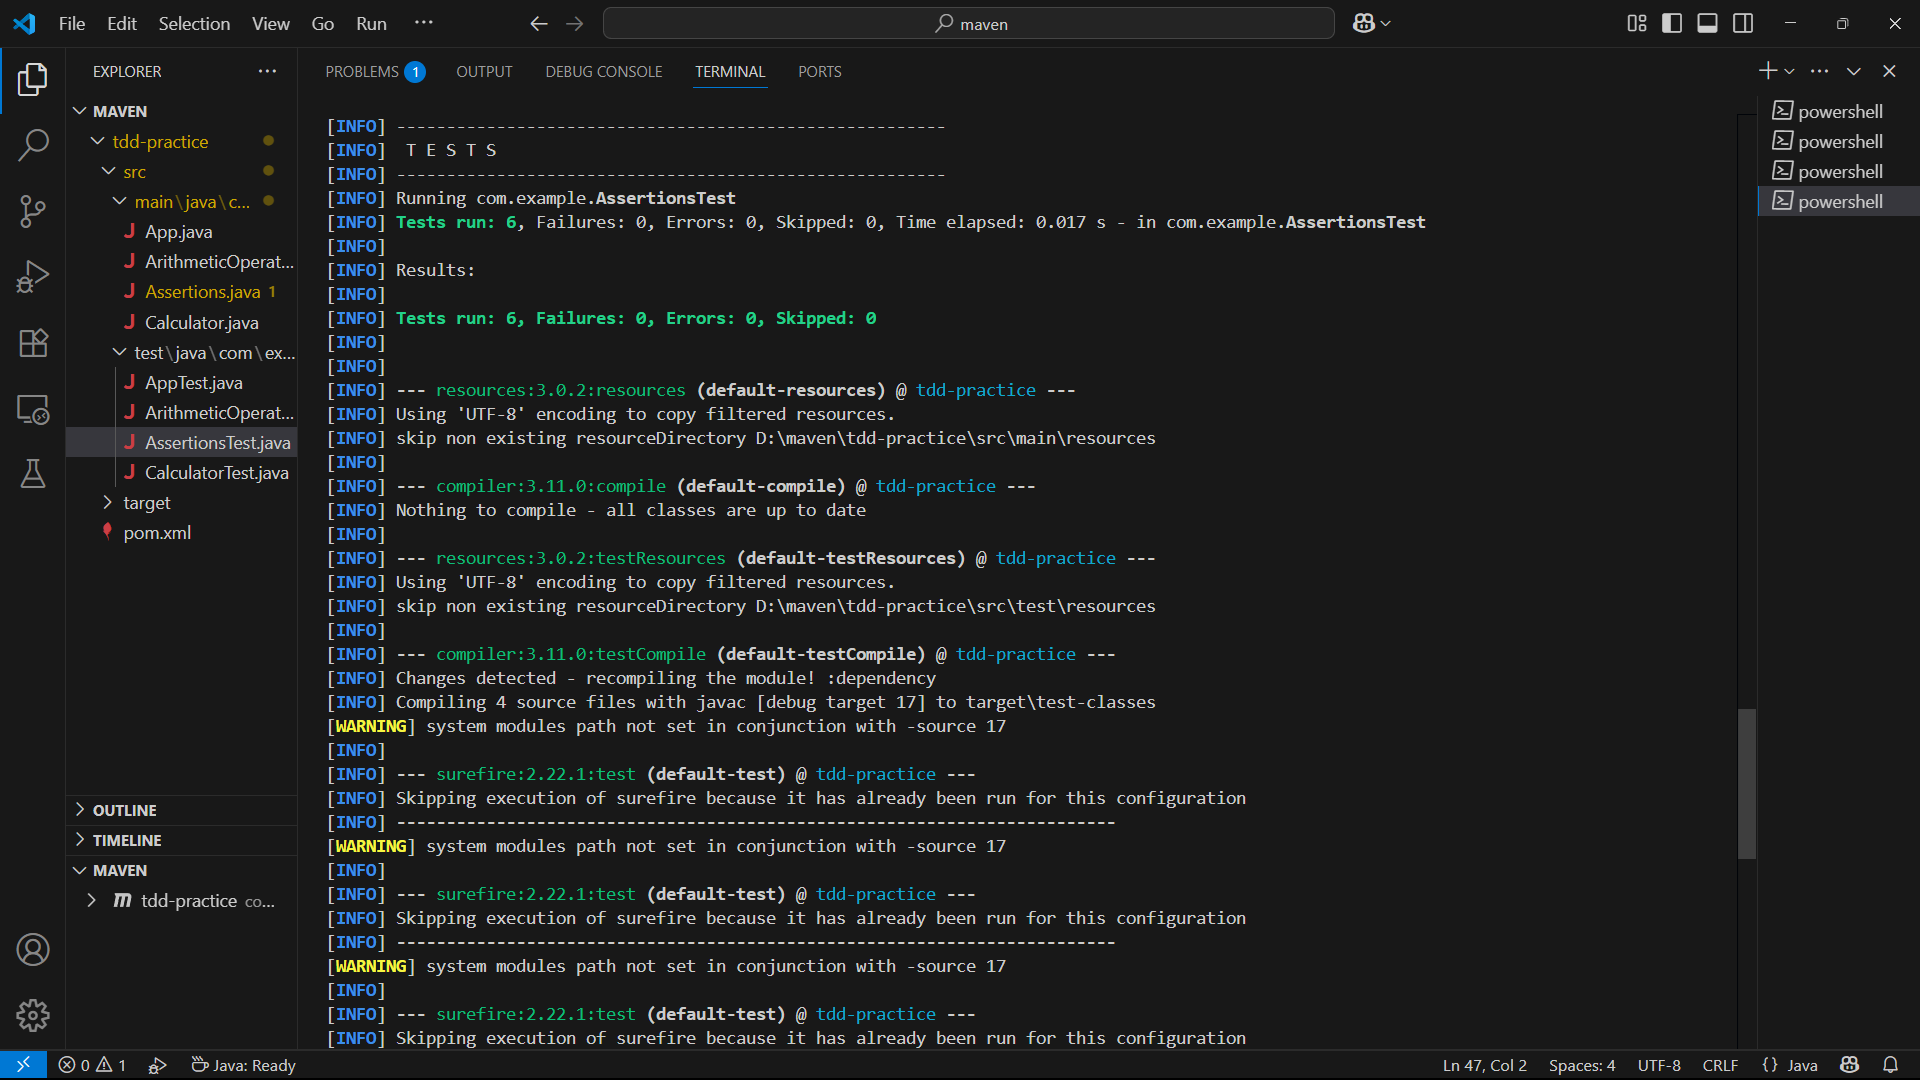 File Edit Selection View Go Run ···
maven
EXPLORER ···
MAVEN
tdd-practice
src
main\java\c...
App.java
ArithmeticOperat...
Assertions.java 1
Calculator.java
test\java\com\ex...
AppTest.java
ArithmeticOperat...
AssertionsTest.java
CalculatorTest.java
target
pom.xml
OUTLINE
TIMELINE
MAVEN
tdd-practice co...
PROBLEMS 1 OUTPUT DEBUG CONSOLE TERMINAL PORTS
[INFO] -------------------------------------------------------
[INFO]  T E S T S
[INFO] -------------------------------------------------------
[INFO] Running com.example.AssertionsTest
[INFO] Tests run: 6, Failures: 0, Errors: 0, Skipped: 0, Time elapsed: 0.017 s - in com.example.AssertionsTest
[INFO]
[INFO] Results:
[INFO]
[INFO] Tests run: 6, Failures: 0, Errors: 0, Skipped: 0
[INFO]
[INFO]
[INFO] --- resources:3.0.2:resources (default-resources) @ tdd-practice ---
[INFO] Using 'UTF-8' encoding to copy filtered resources.
[INFO] skip non existing resourceDirectory D:\maven\tdd-practice\src\main\resources
[INFO]
[INFO] --- compiler:3.11.0:compile (default-compile) @ tdd-practice ---
[INFO] Nothing to compile - all classes are up to date
[INFO]
[INFO] --- resources:3.0.2:testResources (default-testResources) @ tdd-practice ---
[INFO] Using 'UTF-8' encoding to copy filtered resources.
[INFO] skip non existing resourceDirectory D:\maven\tdd-practice\src\test\resources
[INFO]
[INFO] --- compiler:3.11.0:testCompile (default-testCompile) @ tdd-practice ---
[INFO] Changes detected - recompiling the module! :dependency
[INFO] Compiling 4 source files with javac [debug target 17] to target\test-classes
[WARNING] system modules path not set in conjunction with -source 17
[INFO]
[INFO] --- surefire:2.22.1:test (default-test) @ tdd-practice ---
[INFO] Skipping execution of surefire because it has already been run for this configuration
[INFO] ------------------------------------------------------------------------
[WARNING] system modules path not set in conjunction with -source 17
[INFO]
[INFO] --- surefire:2.22.1:test (default-test) @ tdd-practice ---
[INFO] Skipping execution of surefire because it has already been run for this configuration
[INFO] ------------------------------------------------------------------------
[WARNING] system modules path not set in conjunction with -source 17
[INFO]
[INFO] --- surefire:2.22.1:test (default-test) @ tdd-practice ---
[INFO] Skipping execution of surefire because it has already been run for this configuration
powershell
powershell
powershell
powershell
0 1 Java: Ready
Ln 47, Col 2 Spaces: 4 UTF-8 CRLF {} Java